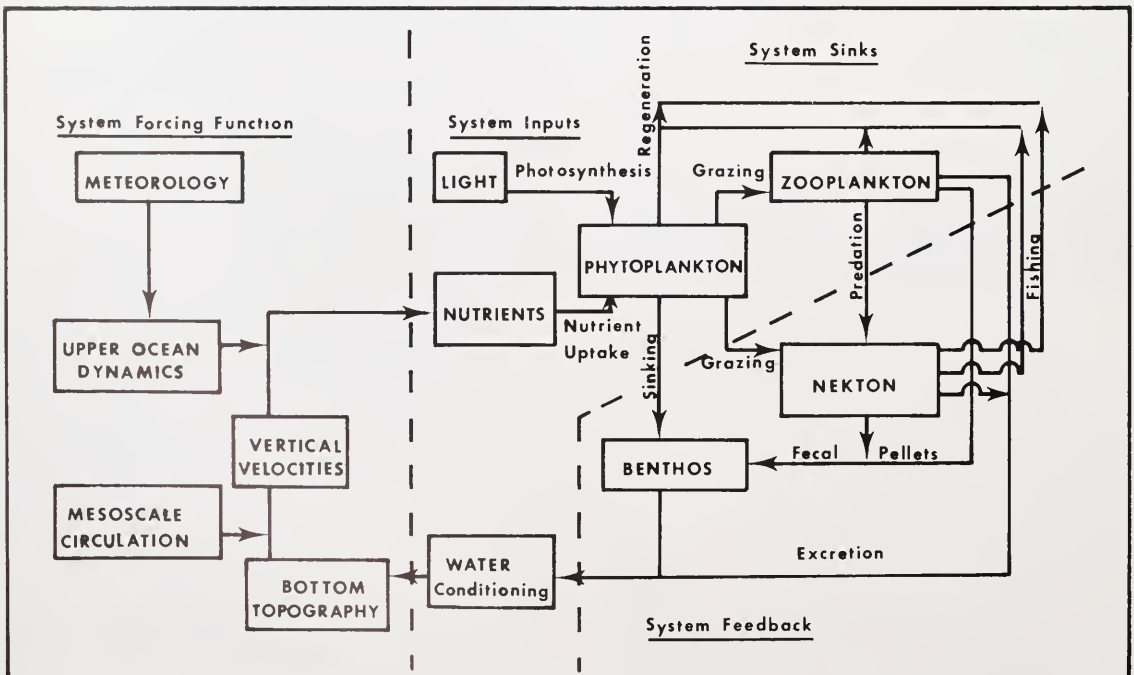 System Sinks
System Forcing Function
System Inputs
Regeneration
METEOROLOGY
LIGHT
Photosynthesis
Grazing
ZOOPLANKTON
PHYTOPLANKTON
Predation
Fishing
NUTRIENTS
Nutrient
Uptake
UPPER OCEAN
DYNAMICS
Sinking
Grazing
NEKTON
VERTICAL
VELOCITIES
BENTHOS
Fecal Pellets
MESOSCALE
CIRCULATION
BOTTOM
TOPOGRAPHY
WATER
Conditioning
Excretion
System Feedback